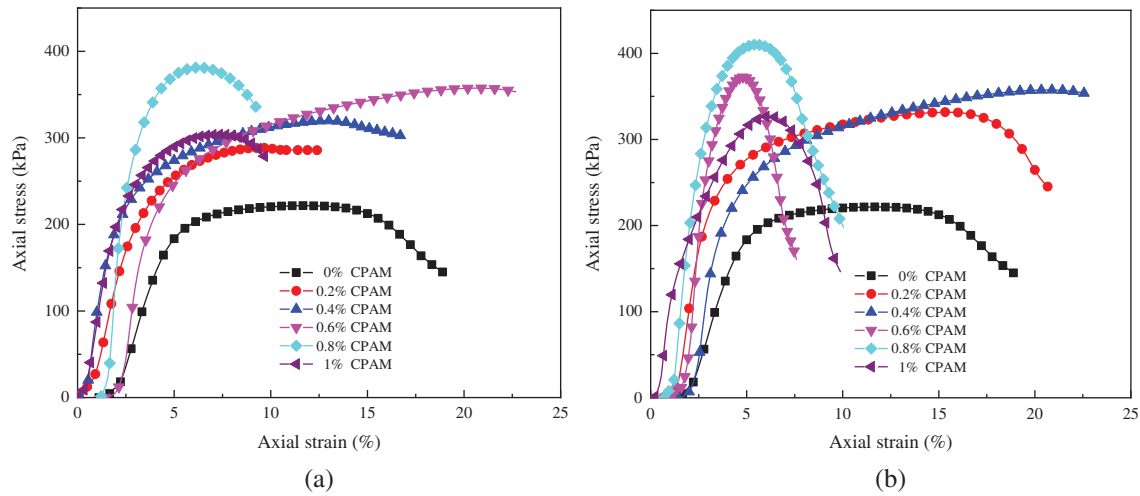 400
300
200
100
0
Axial stress (kPa)
0% CPAM
0.2% CPAM
0.4% CPAM
0.6% CPAM
0.8% CPAM
1% CPAM
0 5 10 15 20 25
Axial strain (%)
(a)
400
300
200
100
0
Axial stress (kPa)
0% CPAM
0.2% CPAM
0.4% CPAM
0.6% CPAM
0.8% CPAM
1% CPAM
0 5 10 15 20 25
Axial strain (%)
(b)